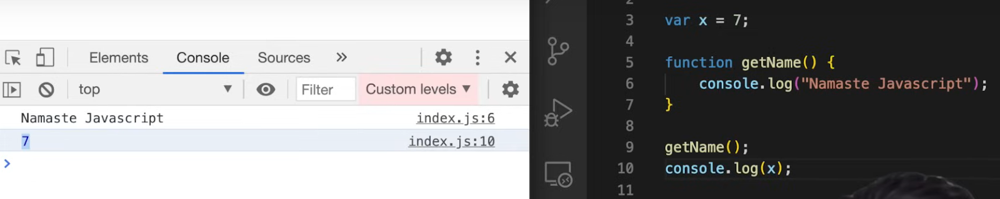 Elements Console Sources »
top Filter Custom levels
Namaste Javascript index.js:6
7 index.js:10
>
2
3 var x = 7;
4
5 function getName() {
6 console.log("Namaste Javascript");
7 }
8
9 getName();
10 console.log(x);
11